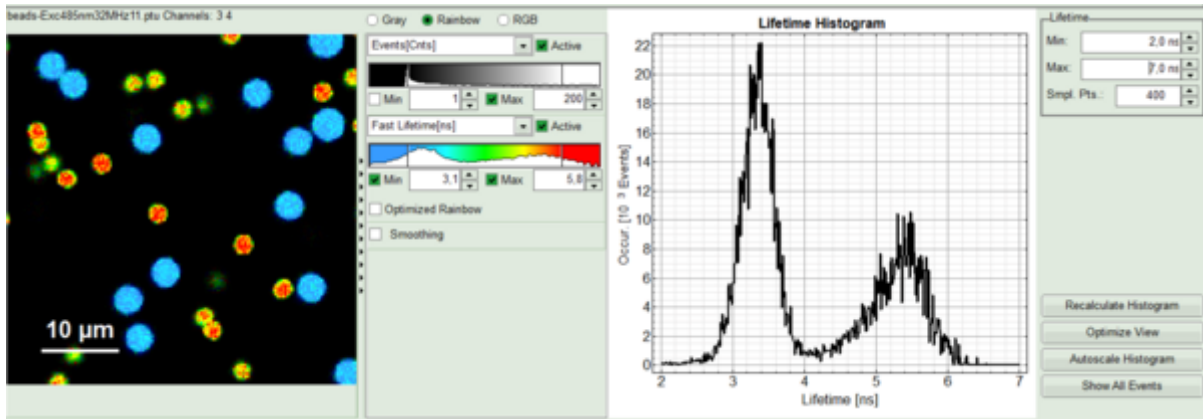 beads-Exc485nm32MHz11.ptu Channels: 3 4
10 µm
Gray Rainbow RGB
Events[Cnts] Active
Min 1 Max 200
Fast Lifetime[ns] Active
Min 3,1 Max 5,8
Optimized Rainbow
Smoothing
Lifetime Histogram
Occur. [10 3 Events]
22
20
18
16
14
12
10
8
6
4
2
0
2 3 4 5 6 7
Lifetime [ns]
Lifetime
Min: 2,0 ns
Max: 7,0 ns
Smpl. Pts.: 400
Recalculate Histogram
Optimize View
Autoscale Histogram
Show All Events